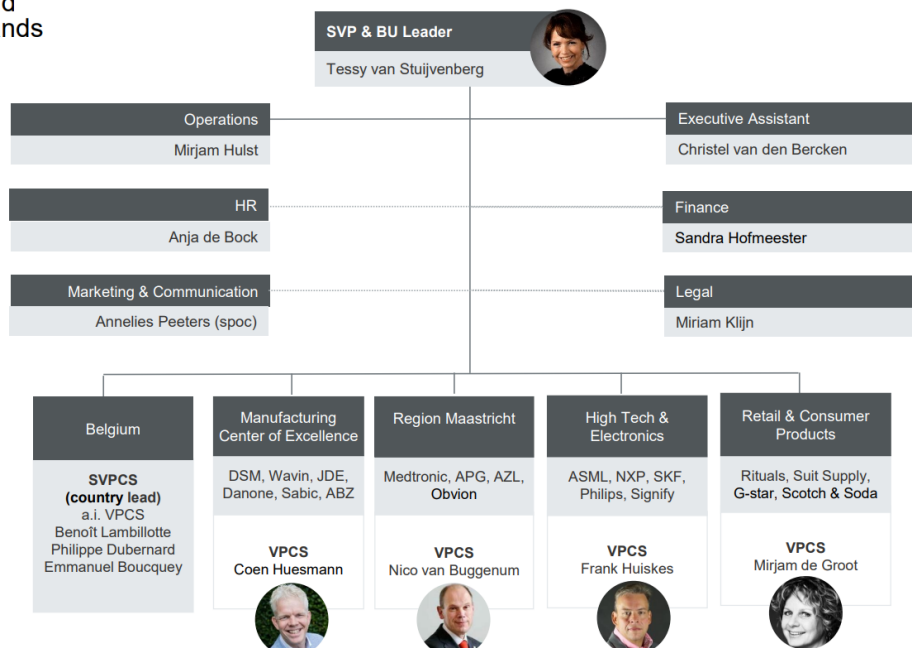 nds
SVP & BU Leader
Tessy van Stuijvenberg
Operations
Mirjam Hulst
Executive Assistant
Christel van den Bercken
HR
Anja de Bock
Finance
Sandra Hofmeester
Marketing & Communication
Annelies Peeters (spoc)
Legal
Miriam Klijn
Belgium
SVPCS
(country lead)
a.i. VPCS
Benoît Lambillotte
Philippe Dubernard
Emmanuel Boucquey
Manufacturing
Center of Excellence
DSM, Wavin, JDE,
Danone, Sabic, ABZ
VPCS
Coen Huesmann
Region Maastricht
Medtronic, APG, AZL,
Obvion
VPCS
Nico van Buggenum
High Tech &
Electronics
ASML, NXP, SKF,
Philips, Signify
VPCS
Frank Huiskes
Retail & Consumer
Products
Rituals, Suit Supply,
G-star, Scotch & Soda
VPCS
Mirjam de Groot